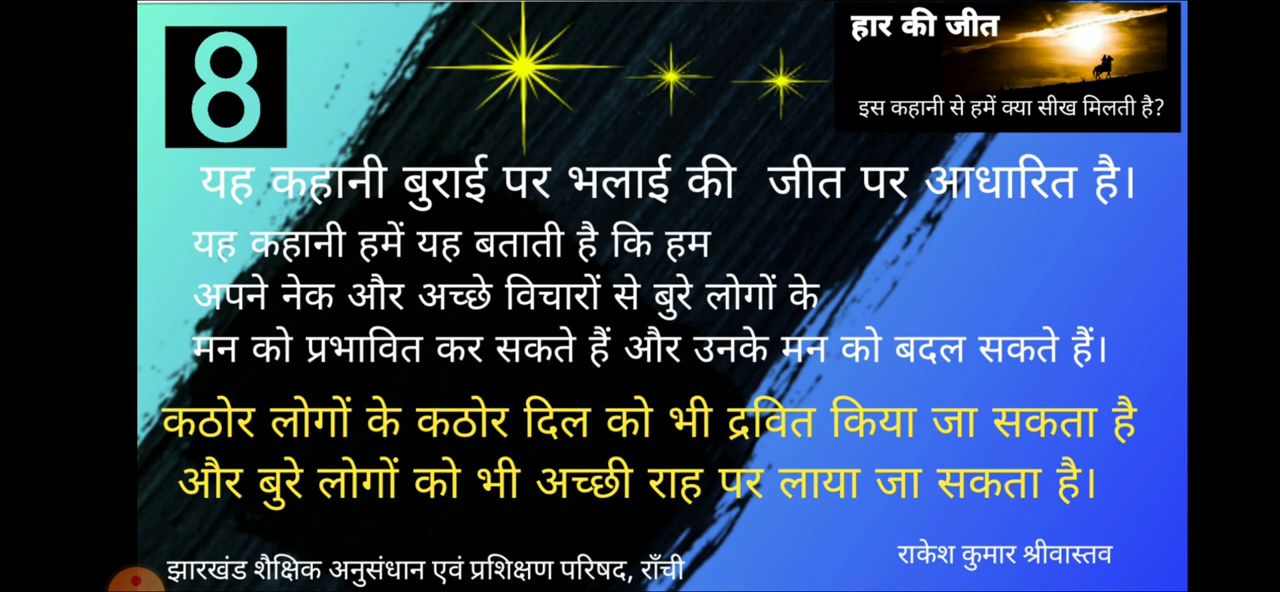 8
हार की जीत
इस कहानी से हमें क्या सीख मिलती है?
यह कहानी बुराई पर भलाई की जीत पर आधारित है।
यह कहानी हमें यह बताती है कि हम
अपने नेक और अच्छे विचारों से बुरे लोगों के
मन को प्रभावित कर सकते हैं और उनके मन को बदल सकते हैं।
कठोर लोगों के कठोर दिल को भी द्रवित किया जा सकता है
और बुरे लोगों को भी अच्छी राह पर लाया जा सकता है।
राकेश कुमार श्रीवास्तव
झारखंड शैक्षिक अनुसंधान एवं प्रशिक्षण परिषद, राँची